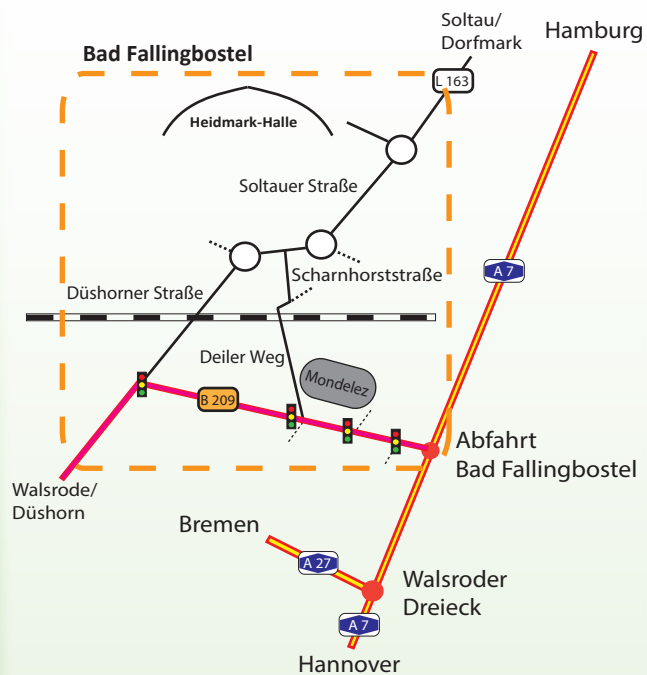 Soltau/
Dorfmark
Hamburg
Bad Fallingbostel
L 163
Heidmark-Halle
Soltauer Straße
A 7
Scharnhorststraße
Düshorner Straße
Deiler Weg
Mondelez
B 209
Abfahrt
Bad Fallingbostel
Walsrode/
Düshorn
Bremen
A 27
Walsroder
Dreieck
A 7
Hannover